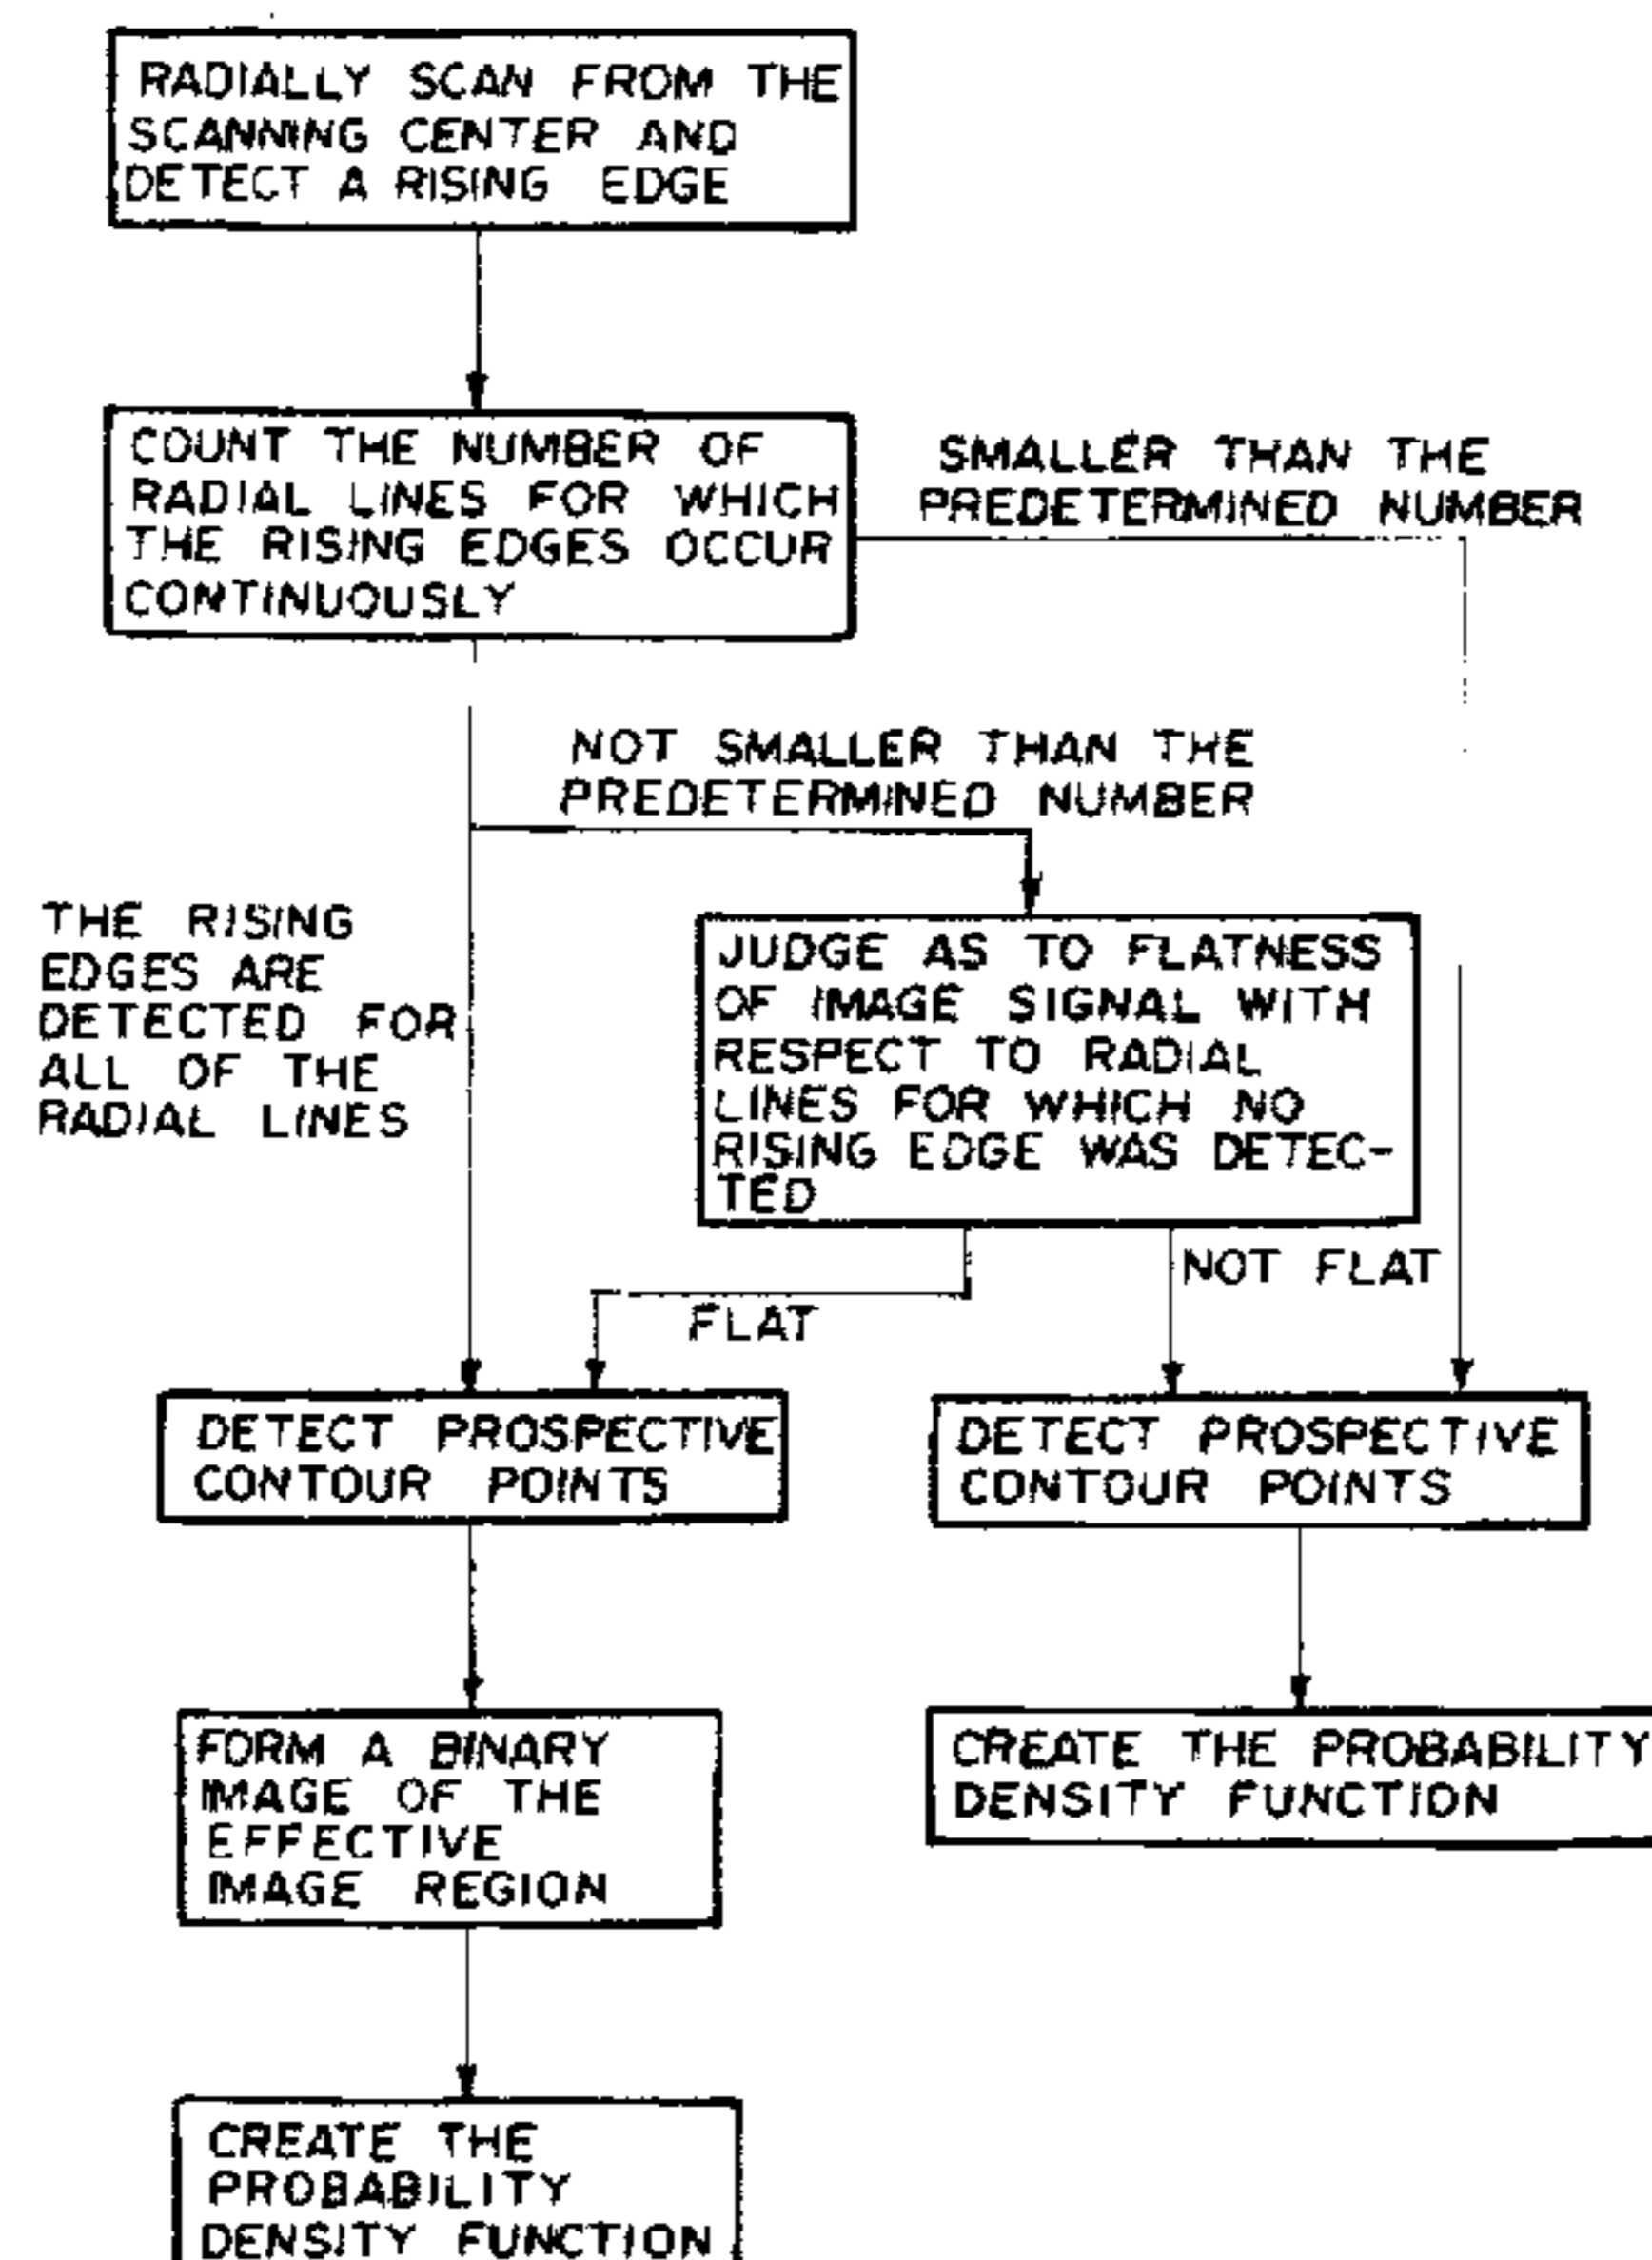 RADIALLY SCAN FROM THE
SCANNING CENTER AND
DETECT A RISING EDGE
COUNT THE NUMBER OF
RADIAL LINES FOR WHICH
THE RISING EDGES OCCUR
CONTINUOUSLY
SMALLER THAN THE
PREDETERMINED NUMBER
NOT SMALLER THAN THE
PREDETERMINED NUMBER
THE RISING
EDGES ARE
DETECTED FOR
ALL OF THE
RADIAL LINES
JUDGE AS TO FLATNESS
OF IMAGE SIGNAL WITH
RESPECT TO RADIAL
LINES FOR WHICH NO
RISING EDGE WAS DETEC-
TED
FLAT
NOT FLAT
DETECT PROSPECTIVE
CONTOUR POINTS
DETECT PROSPECTIVE
CONTOUR POINTS
FORM A BINARY
IMAGE OF THE
EFFECTIVE
IMAGE REGION
CREATE THE PROBABILITY
DENSITY FUNCTION
CREATE THE
PROBABILITY
DENSITY FUNCTION